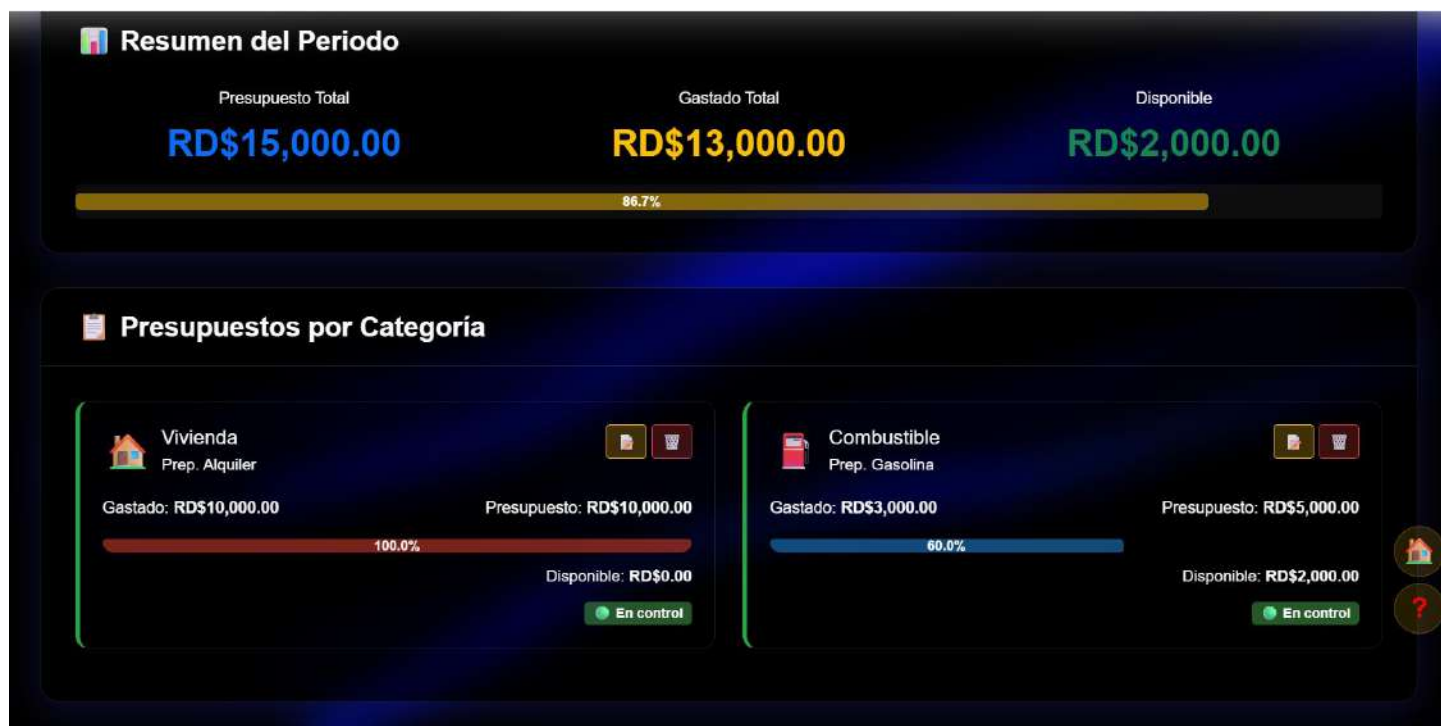 Resumen del Periodo
Presupuesto Total
RD$15,000.00
Gastado Total
RD$13,000.00
Disponible
RD$2,000.00
86.7%
Presupuestos por Categoría
Vivienda
Prep. Alquiler
Gastado: RD$10,000.00
Presupuesto: RD$10,000.00
100.0%
Disponible: RD$0.00
En control
Combustible
Prep. Gasolina
Gastado: RD$3,000.00
Presupuesto: RD$5,000.00
60.0%
Disponible: RD$2,000.00
En control
?